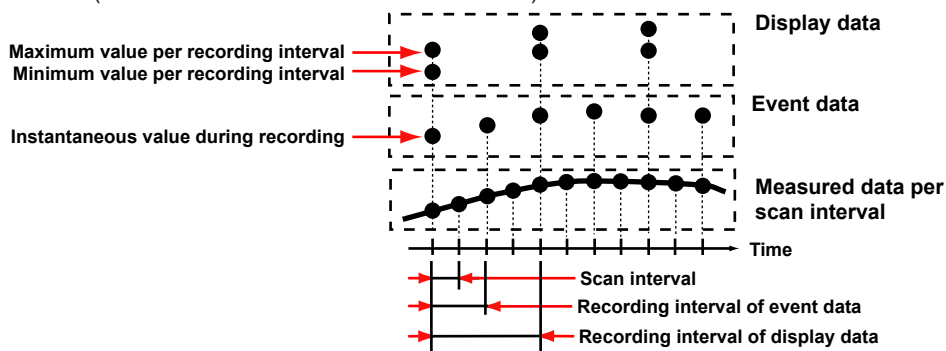 Display data
Maximum value per recording interval
Minimum value per recording interval
Event data
Instantaneous value during recording
Measured data per
scan interval
Time
Scan interval
Recording interval of event data
Recording interval of display data